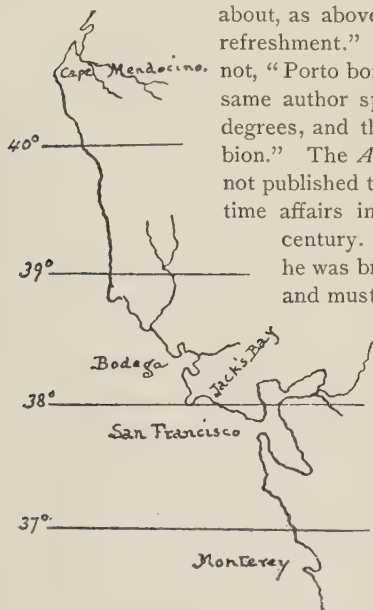 about, as above
refreshment."
not, "Porto bo
same author sp
degrees, and th
bion." The A
not published t
time affairs in
century.
he was br
and must
Cape Mendocino.
40°
39°
Bodega
Jack's Bay
38°
San Francisco
37°
Monterey